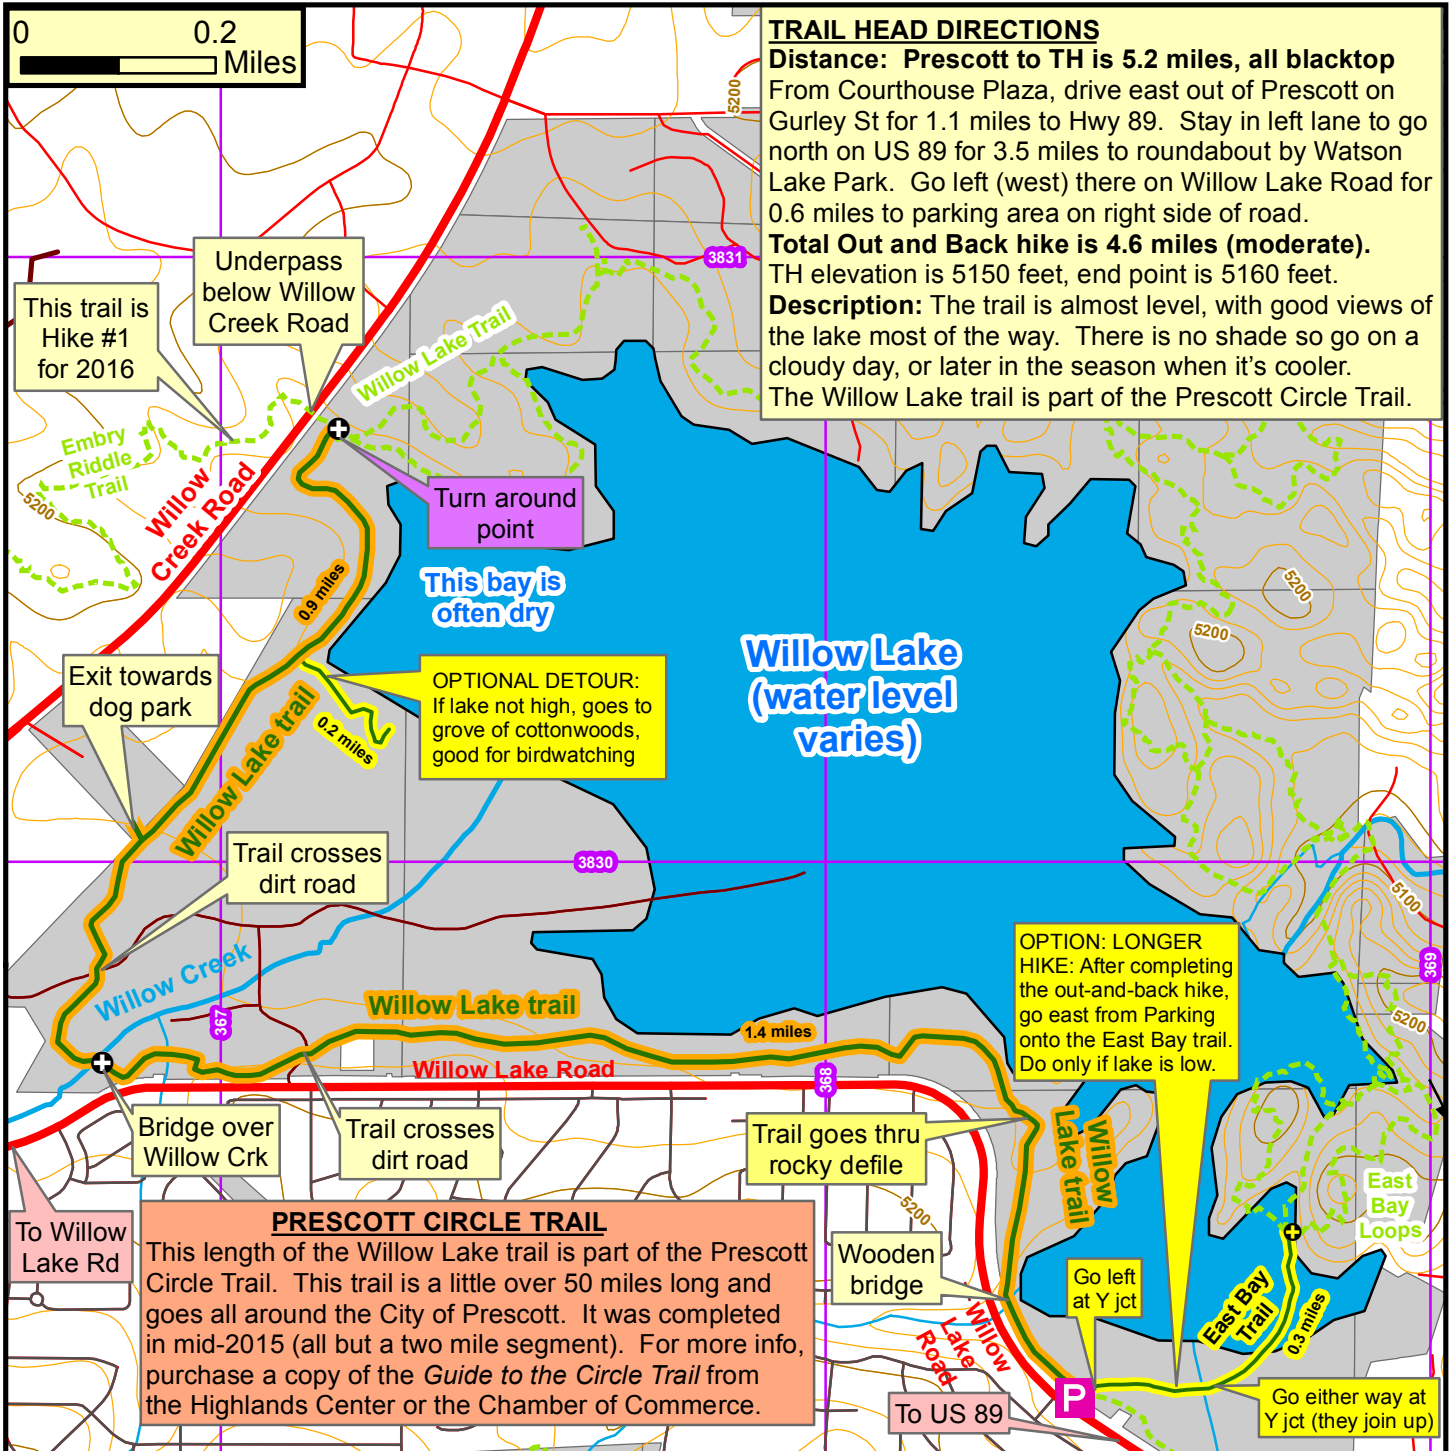 0 0.2
Miles
TRAIL HEAD DIRECTIONS
Distance: Prescott to TH is 5.2 miles, all blacktop
From Courthouse Plaza, drive east out of Prescott on
Gurley St for 1.1 miles to Hwy 89. Stay in left lane to go
north on US 89 for 3.5 miles to roundabout by Watson
Lake Park. Go left (west) there on Willow Lake Road for
0.6 miles to parking area on right side of road.
Total Out and Back hike is 4.6 miles (moderate).
TH elevation is 5150 feet, end point is 5160 feet.
Description: The trail is almost level, with good views of
the lake most of the way. There is no shade so go on a
cloudy day, or later in the season when it's cooler.
The Willow Lake trail is part of the Prescott Circle Trail.
5200
3831
Underpass
below Willow
Creek Road
This trail is
Hike #1
for 2016
Willow Lake Trail
Embry
Riddle
Trail
5200
Willow
Creek Road
Turn around
point
This bay is
often dry
0.9 miles
5200
5200
Willow Lake
(water level
varies)
Exit towards
dog park
OPTIONAL DETOUR:
If lake not high, goes to
grove of cottonwoods,
good for birdwatching
0.2 miles
Willow Lake trail
Trail crosses
dirt road
3830
5100
369
5200
Willow Creek
367
Willow Lake trail
1.4 miles
OPTION: LONGER
HIKE: After completing
the out-and-back hike,
go east from Parking
onto the East Bay trail.
Do only if lake is low.
Willow Lake Road
368
Bridge over
Willow Crk
Trail crosses
dirt road
Trail goes thru
rocky defile
Willow
Lake trail
East
Bay
Loops
5200
To Willow
Lake Rd
PRESCOTT CIRCLE TRAIL
This length of the Willow Lake trail is part of the Prescott
Circle Trail. This trail is a little over 50 miles long and
goes all around the City of Prescott. It was completed
in mid-2015 (all but a two mile segment). For more info,
purchase a copy of the Guide to the Circle Trail from
the Highlands Center or the Chamber of Commerce.
Wooden
bridge
Go left
at Y jct
East Bay
Trail
0.3 miles
Willow
Lake
Road
P
To US 89
Go either way at
Y jct (they join up)